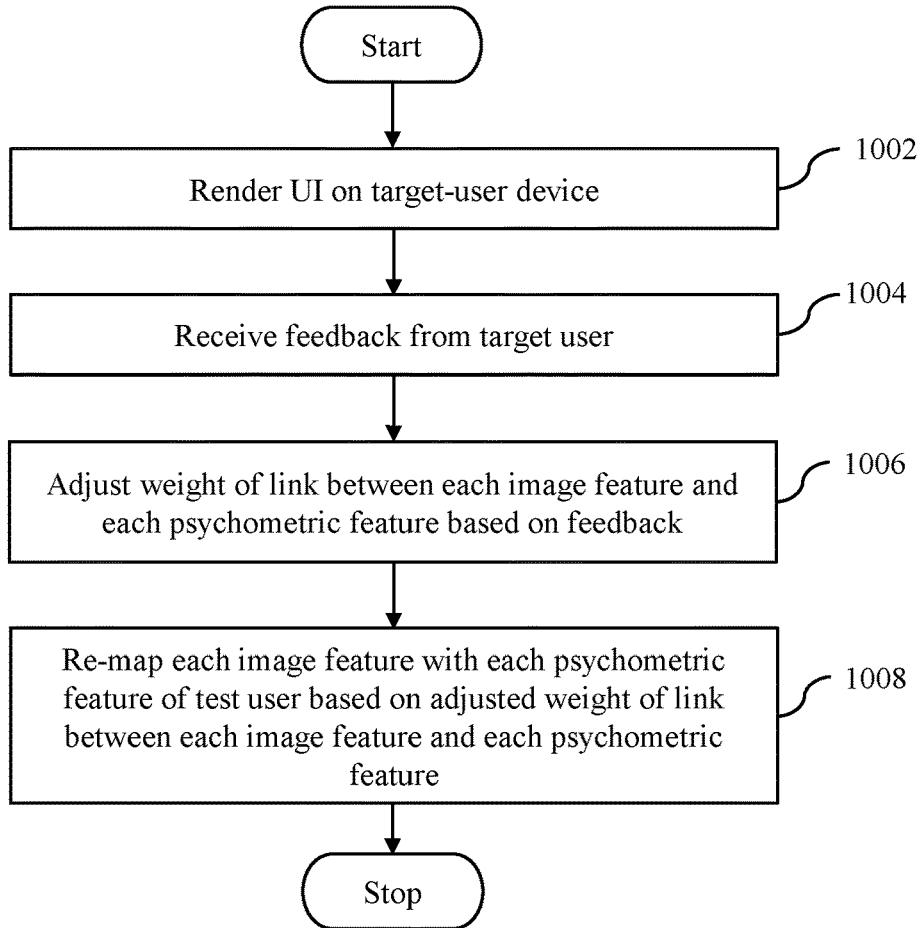 Start
1002
Render UI on target-user device
1004
Receive feedback from target user
1006
Adjust weight of link between each image feature and
each psychometric feature based on feedback
1008
Re-map each image feature with each psychometric
feature of test user based on adjusted weight of link
between each image feature and each psychometric
feature
Stop